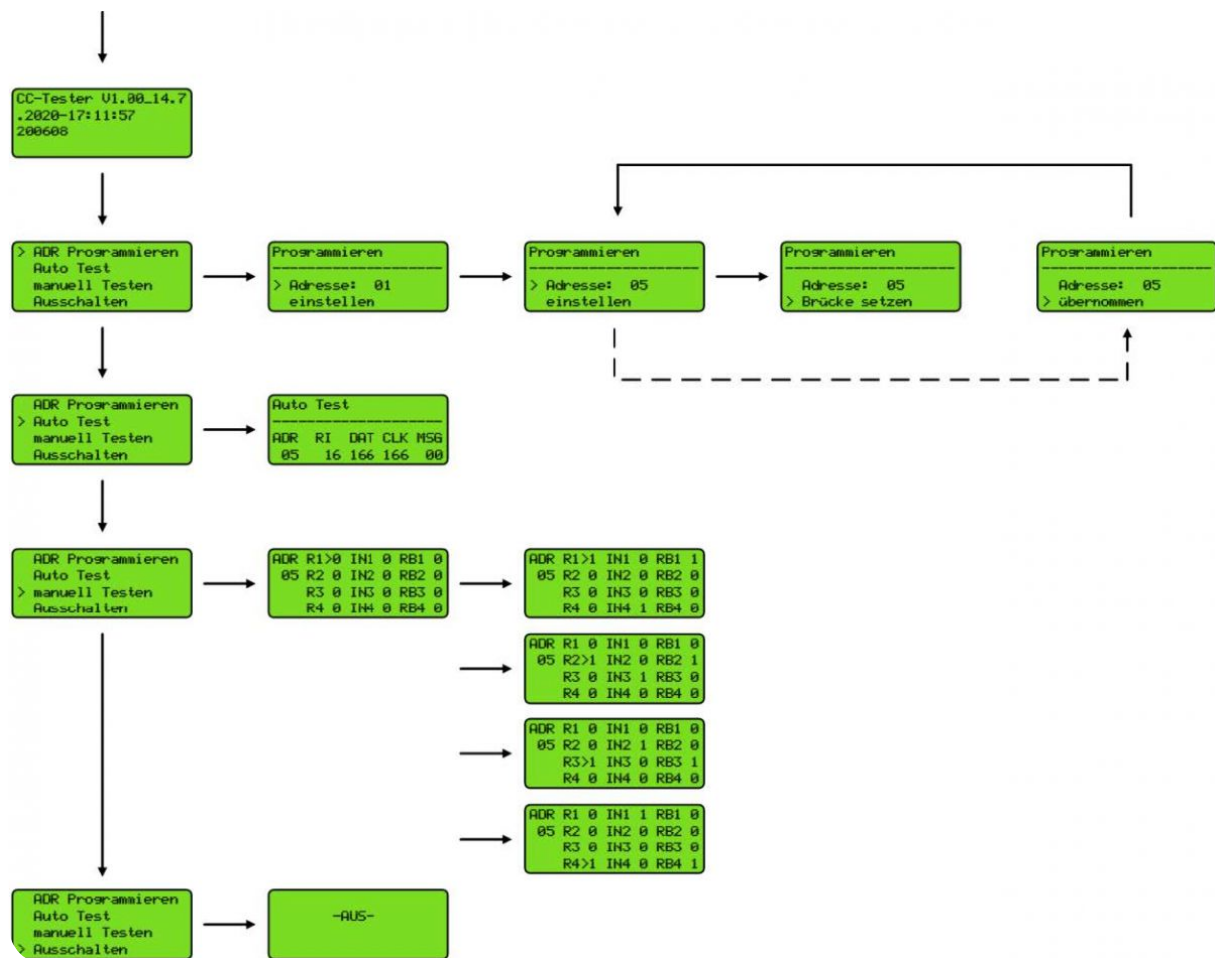 CC-Tester V1.00_14.7
.2020-17:11:57
200608
> ADR Programmieren
Auto Test
manuell Testen
Ausschalten
Programmieren
--------------------
> Adresse: 01
einstellen
Programmieren
--------------------
> Adresse: 05
einstellen
Programmieren
--------------------
Adresse: 05
> Brücke setzen
Programmieren
--------------------
Adresse: 05
> übernommen
ADR Programmieren
> Auto Test
manuell Testen
Ausschalten
Auto Test
--------------------
ADR RI DAT CLK MSG
05 16 166 166 00
ADR Programmieren
Auto Test
> manuell Testen
Ausschalten
ADR R1>0 IN1 0 RB1 0
05 R2 0 IN2 0 RB2 0
R3 0 IN3 0 RB3 0
R4 0 IN4 0 RB4 0
ADR R1>1 IN1 0 RB1 1
05 R2 0 IN2 0 RB2 0
R3 0 IN3 0 RB3 0
R4 0 IN4 1 RB4 0
ADR R1 0 IN1 0 RB1 0
05 R2>1 IN2 0 RB2 1
R3 0 IN3 1 RB3 0
R4 0 IN4 0 RB4 0
ADR R1 0 IN1 0 RB1 0
05 R2 0 IN2 1 RB2 0
R3>1 IN3 0 RB3 1
R4 0 IN4 0 RB4 0
ADR R1 0 IN1 1 RB1 0
05 R2 0 IN2 0 RB2 0
R3 0 IN3 0 RB3 0
R4>1 IN4 0 RB4 1
ADR Programmieren
Auto Test
manuell Testen
> Ausschalten
-AUS-